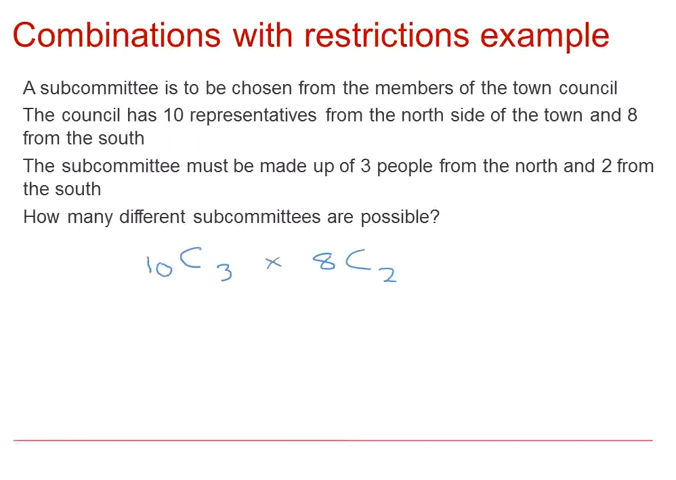 Combinations with restrictions example
A subcommittee is to be chosen from the members of the town council
The council has 10 representatives from the north side of the town and 8
from the south
The subcommittee must be made up of 3 people from the north and 2 from
the south
How many different subcommittees are possible?
10C3 × 8C2